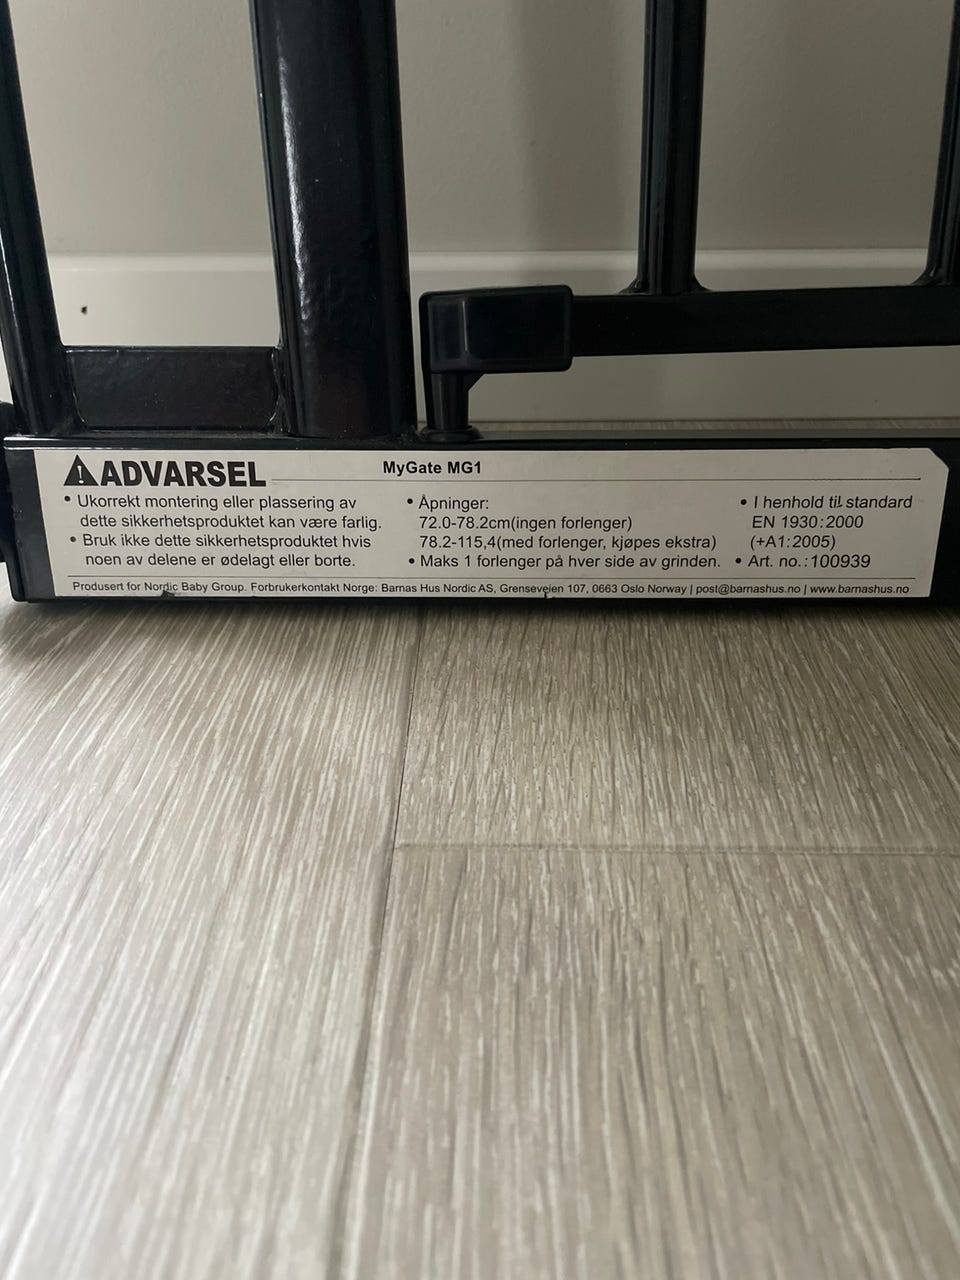 ADVARSEL
MyGate MG1
• Ukorrekt montering eller plassering av
dette sikkerhetsproduktet kan være farlig.
• Bruk ikke dette sikkerhetsproduktet hvis
noen av delene er ødelagt eller borte.
• Åpninger:
72.0-78.2cm(ingen forlenger)
78.2-115,4(med forlenger, kjøpes ekstra)
• Maks 1 forlenger på hver side av grinden.
• I henhold til standard
EN 1930:2000
(+A1:2005)
• Art. no.:100939
Produsert for Nordic Baby Group. Forbrukerkontakt Norge: Barnas Hus Nordic AS, Grenseveien 107, 0663 Oslo Norway | post@barnashus.no | www.barnashus.no